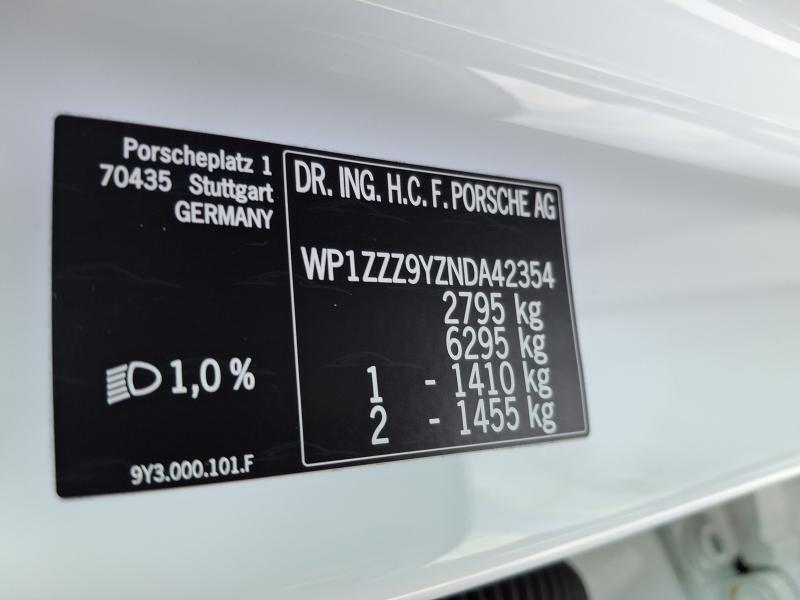 Porscheplatz 1
70435 Stuttgart
GERMANY
1,0 %
9Y3.000.101.F
DR. ING. H.C. F. PORSCHE AG
WP1ZZZ9YZNDA42354
2795 kg
6295 kg
1 - 1410 kg
2 - 1455 kg